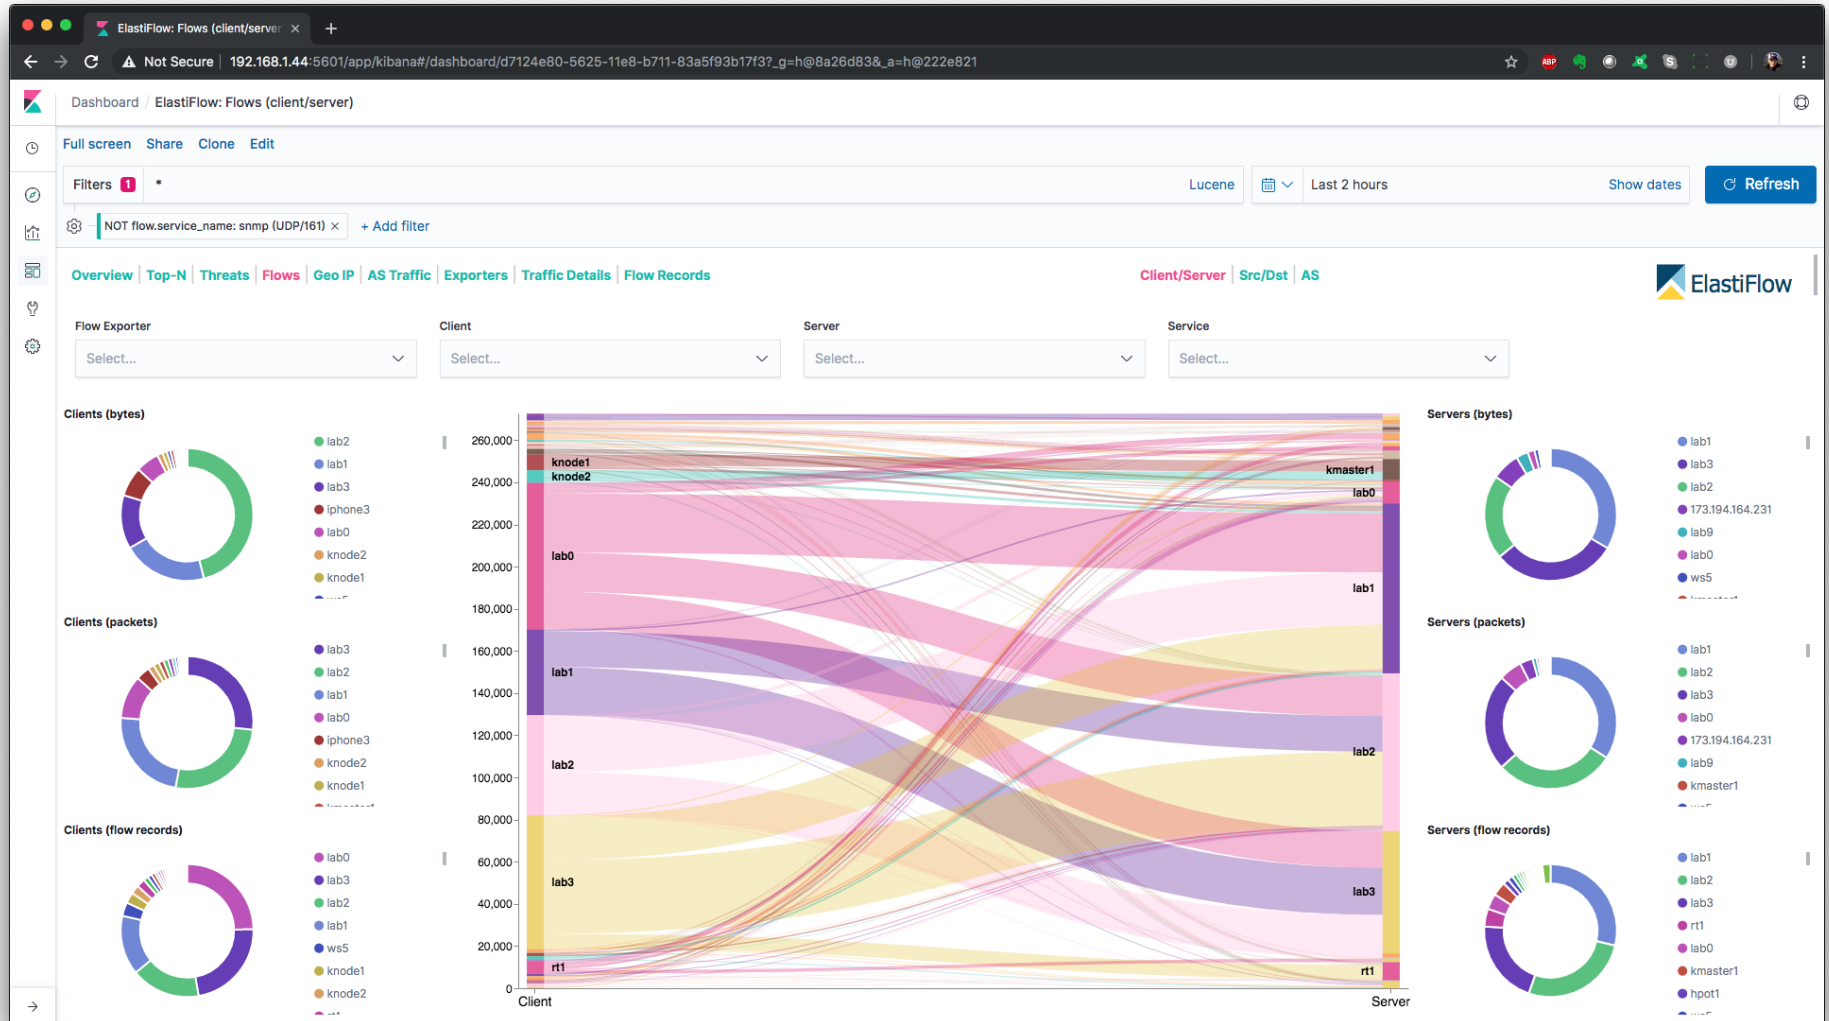 ElastiFlow: Flows (client/server
Not Secure 192.168.1.44:5601/app/kibana#/dashboard/d7124e80-5625-11e8-b711-83a5f93b17f3?_g=h@8a26d83&_a=h@222e821
ABP
Dashboard / ElastiFlow: Flows (client/server)
Full screen Share Clone Edit
Filters 1 * Lucene Last 2 hours Show dates Refresh
NOT flow.service_name: snmp (UDP/161) × + Add filter
Overview Top-N Threats Flows Geo IP AS Traffic Exporters Traffic Details Flow Records
Client/Server Src/Dst AS
ElastiFlow
Flow Exporter Client Server Service
Select... Select... Select... Select...
Clients (bytes)
lab2
lab1
lab3
iphone3
lab0
knode2
knode1
Clients (packets)
lab3
lab2
lab1
lab0
iphone3
knode2
knode1
Clients (flow records)
lab0
lab3
lab2
lab1
ws5
knode1
knode2
260,000
240,000
220,000
200,000
180,000
160,000
140,000
120,000
100,000
80,000
60,000
40,000
20,000
0
knode1
knode2
lab0
lab1
lab2
lab3
rt1
Client
kmaster1
lab0
lab1
lab2
lab3
rt1
Server
Servers (bytes)
lab1
lab3
lab2
173.194.164.231
lab9
lab0
ws5
Servers (packets)
lab1
lab2
lab3
lab0
173.194.164.231
lab9
kmaster1
Servers (flow records)
lab1
lab2
lab3
rt1
lab0
kmaster1
hpot1